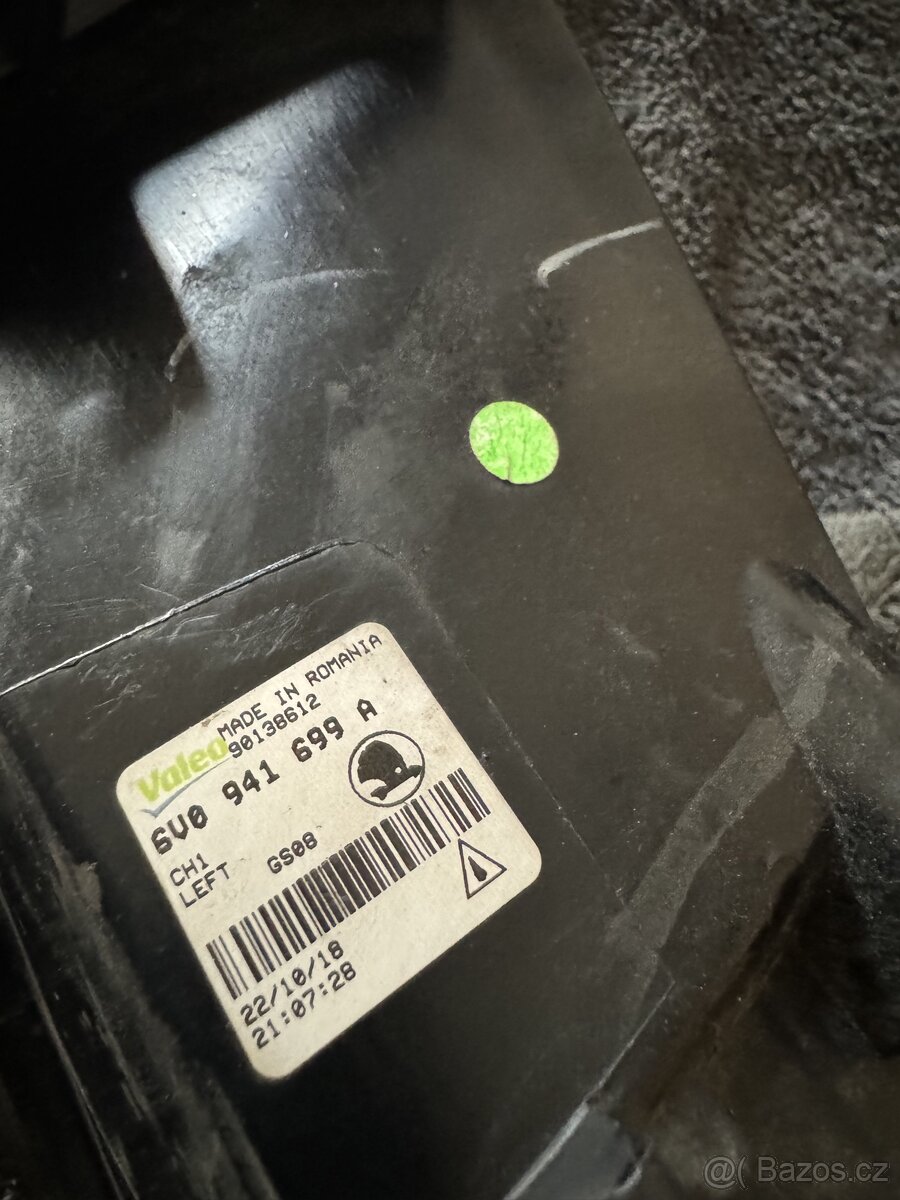 Valeo MADE IN ROMANIA
90138612
6V0 941 699 A
CH1
LEFT GS08
22/10/18
21:07:28
@( Bazos.cz